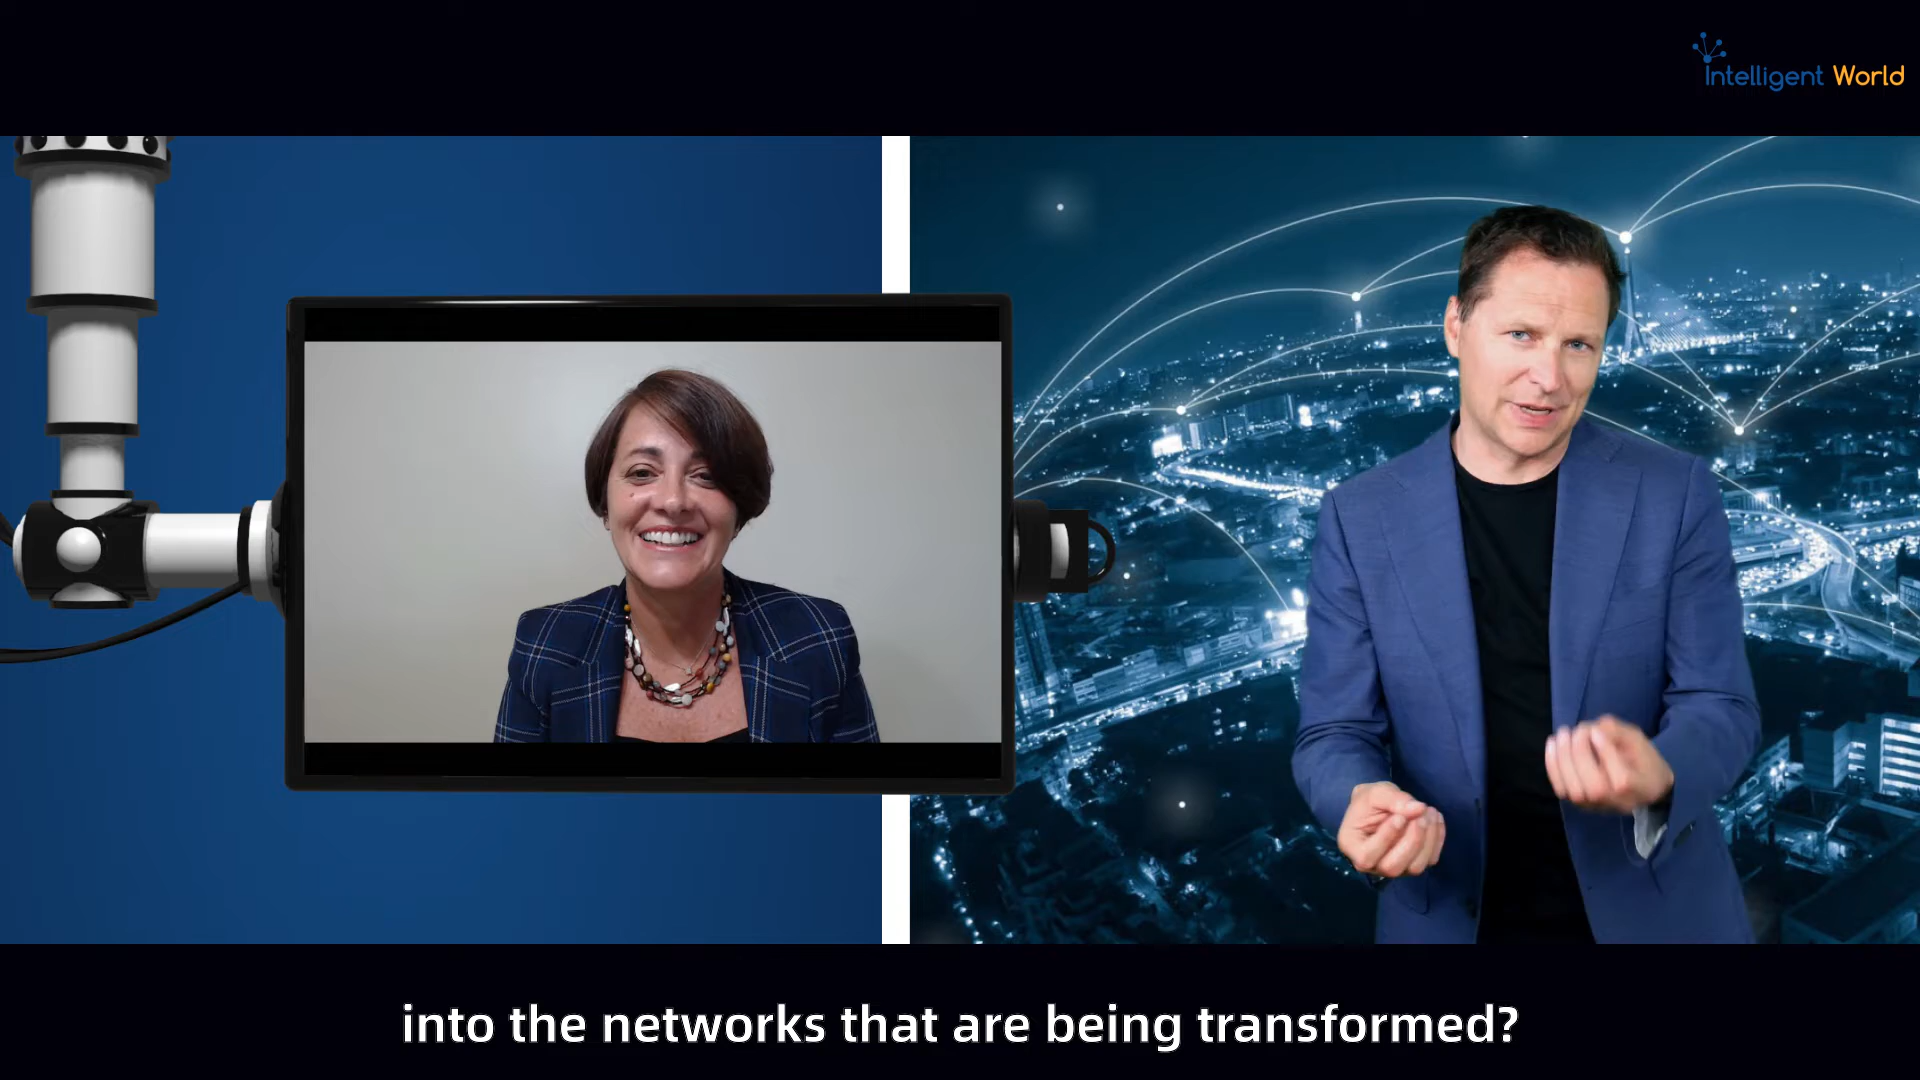 Intelligent World
into the networks that are being transformed?